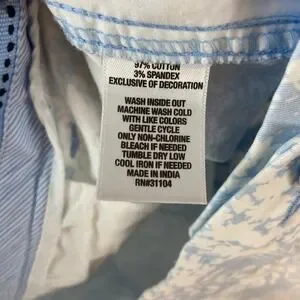 97% COTTON
3% SPANDEX
EXCLUSIVE OF DECORATION
WASH INSIDE OUT
MACHINE WASH COLD
WITH LIKE COLORS
GENTLE CYCLE
ONLY NON-CHLORINE
BLEACH IF NEEDED
TUMBLE DRY LOW
COOL IRON IF NEEDED
MADE IN INDIA
RN#31104